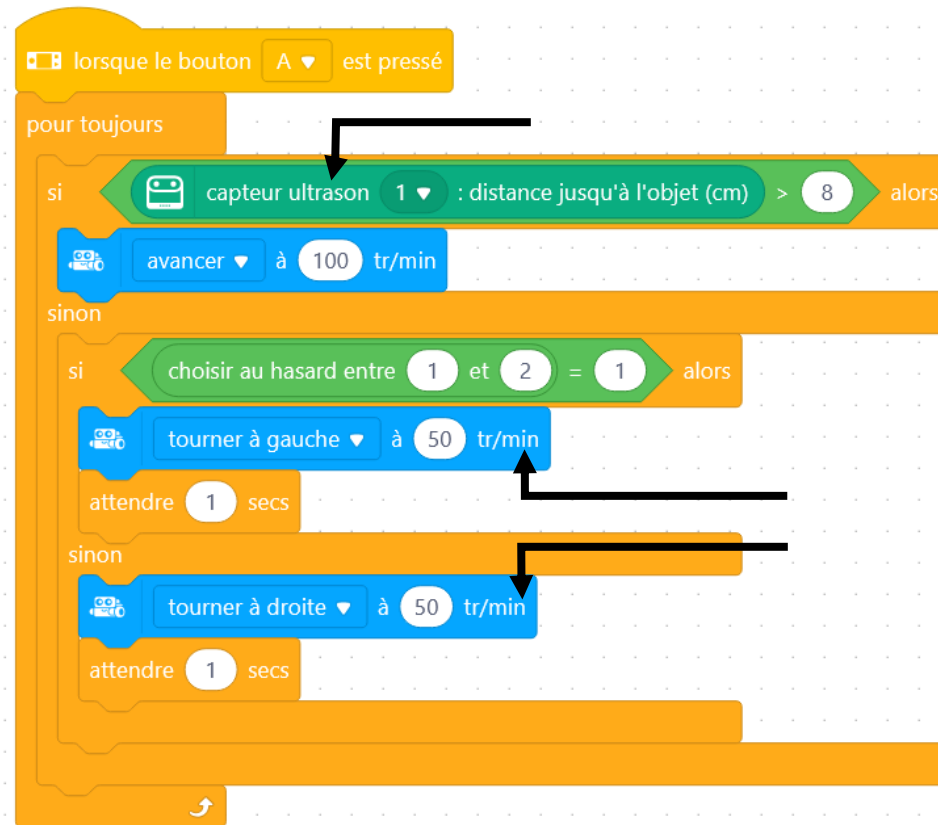 lorsque le bouton A est pressé
pour toujours
si capteur ultrason 1 : distance jusqu'à l'objet (cm) > 8 alors
avancer à 100 tr/min
sinon
si choisir au hasard entre 1 et 2 = 1 alors
tourner à gauche à 50 tr/min
attendre 1 secs
sinon
tourner à droite à 50 tr/min
attendre 1 secs